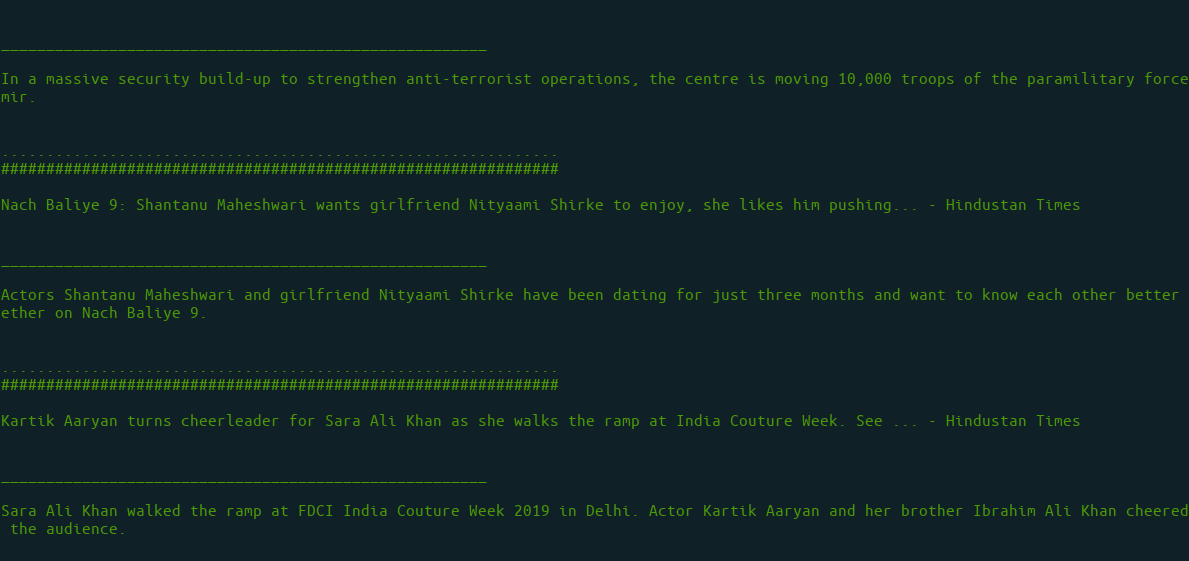 ______________________________________________________
In a massive security build-up to strengthen anti-terrorist operations, the centre is moving 10,000 troops of the paramilitary force
mir.
..............................................................
##############################################################
Nach Baliye 9: Shantanu Maheshwari wants girlfriend Nityaami Shirke to enjoy, she likes him pushing... - Hindustan Times
______________________________________________________
Actors Shantanu Maheshwari and girlfriend Nityaami Shirke have been dating for just three months and want to know each other better
ether on Nach Baliye 9.
..............................................................
##############################################################
Kartik Aaryan turns cheerleader for Sara Ali Khan as she walks the ramp at India Couture Week. See ... - Hindustan Times
______________________________________________________
Sara Ali Khan walked the ramp at FDCI India Couture Week 2019 in Delhi. Actor Kartik Aaryan and her brother Ibrahim Ali Khan cheered
the audience.